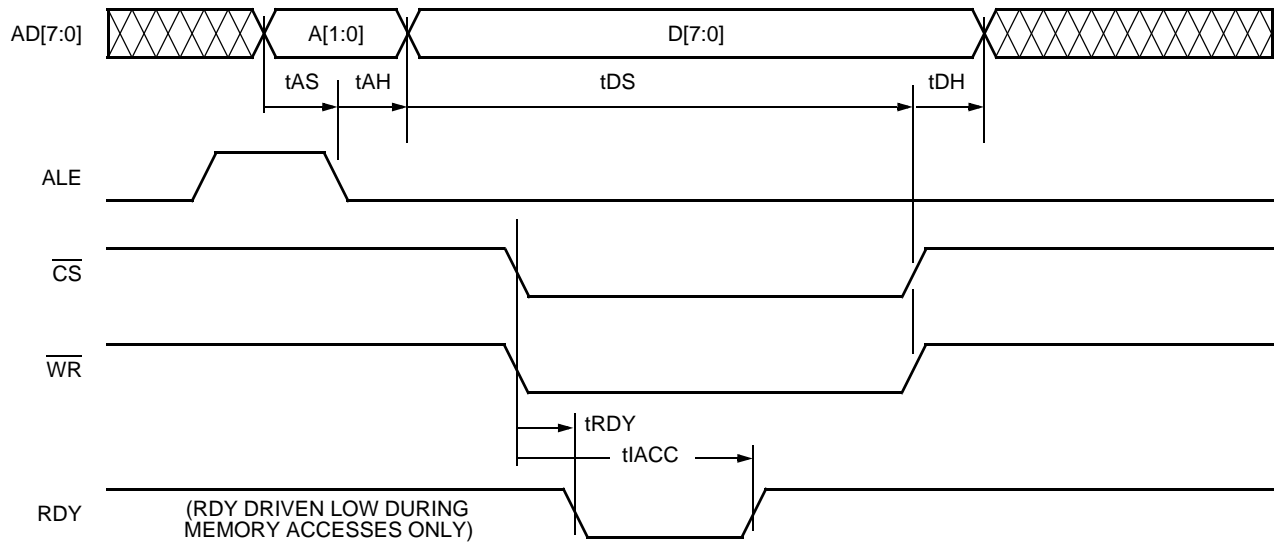 AD[7:0]
A[1:0]
D[7:0]
tAS
tAH
tDS
tDH
ALE
CS
WR
tRDY
tIACC
RDY
(RDY DRIVEN LOW DURING
MEMORY ACCESSES ONLY)